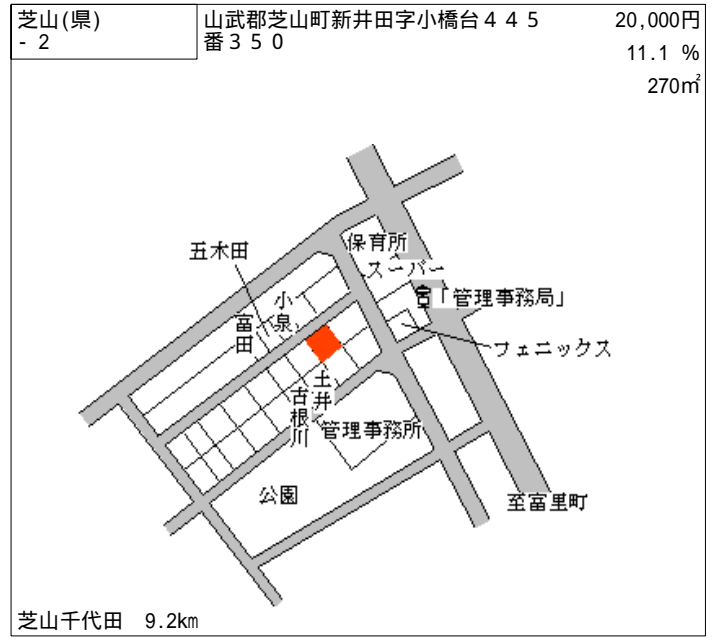 芝山(県)
- 2
山武郡芝山町新井田字小橋台４４５
番３５０
20,000円
11.1 %
270㎡
五木田
保育所
スーパー
小泉
富田
「管理事務局」
フェニックス
土井
古根川
管理事務所
公園
至富里町
芝山千代田 9.2km